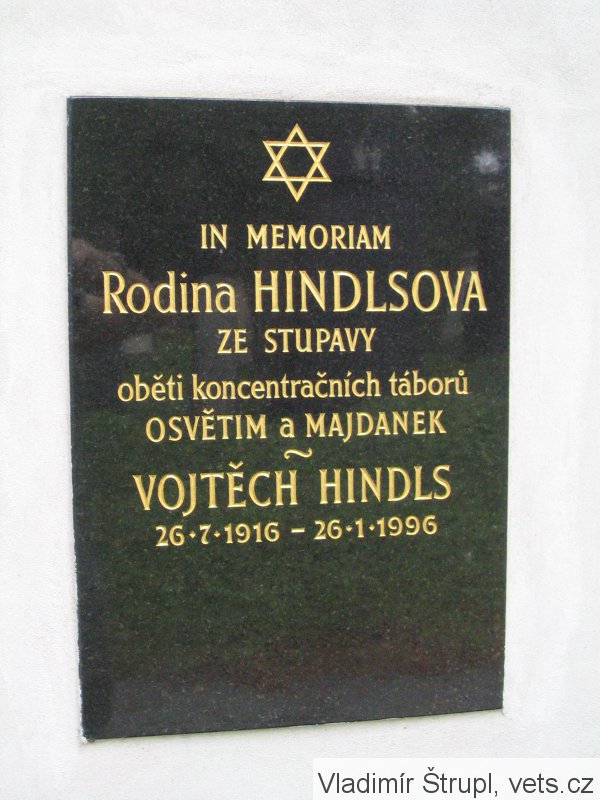 IN MEMORIAM
Rodina HINDLSOVA
ZE STUPAVY
oběti koncentračních táborů
OSVĚTIM a MAJDANEK
~
VOJTĚCH HINDLS
26·7·1916 – 26·1·1996
Vladimír Štrupl, vets.cz